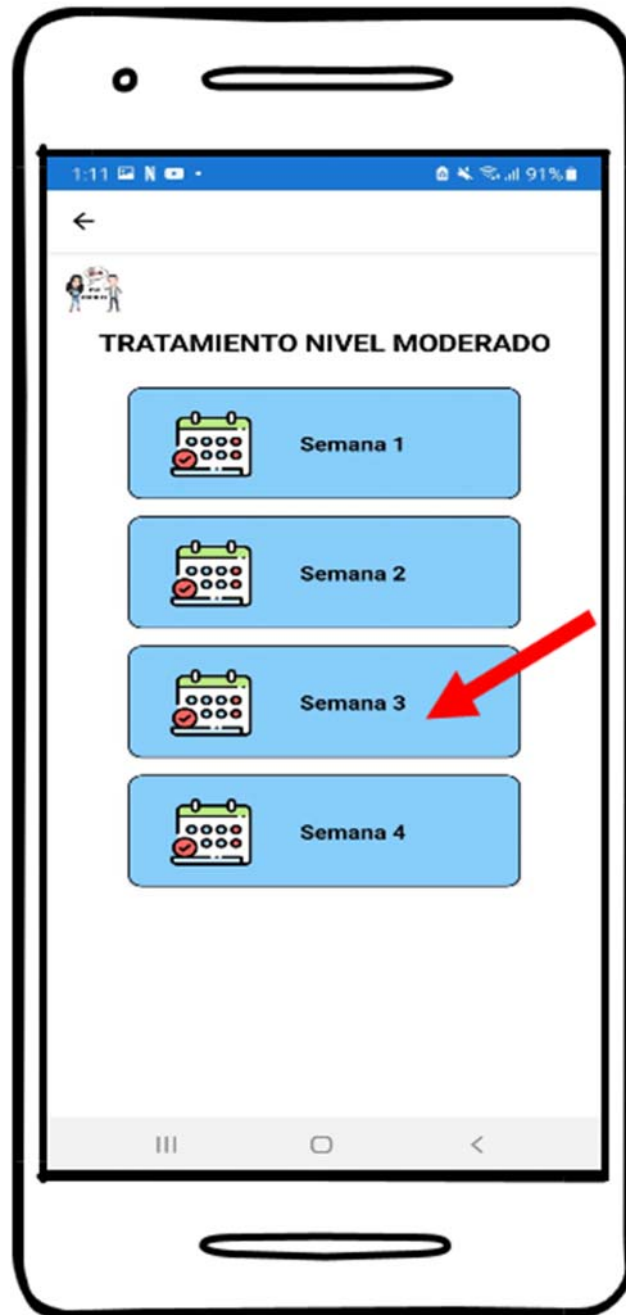 1:11 N
91%
TRATAMIENTO NIVEL MODERADO
Semana 1
Semana 2
Semana 3
Semana 4